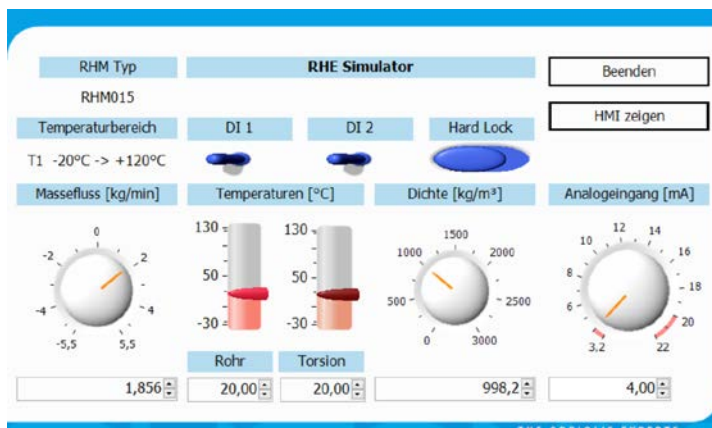 RHM Typ
RHE Simulator
Beenden
RHM015
HMI zeigen
Temperaturbereich
DI 1
DI 2
Hard Lock
T1 -20°C -> +120°C
Massefluss [kg/min]
Temperaturen [°C]
Dichte [kg/m³]
Analogeingang [mA]
-5,5
-4
-2
0
2
4
5,5
130
50
-30
130
50
-30
0
500
1000
1500
2000
2500
3000
3,2
6
8
10
12
14
16
18
20
22
Rohr
Torsion
1,856
20,00
20,00
998,2
4,00